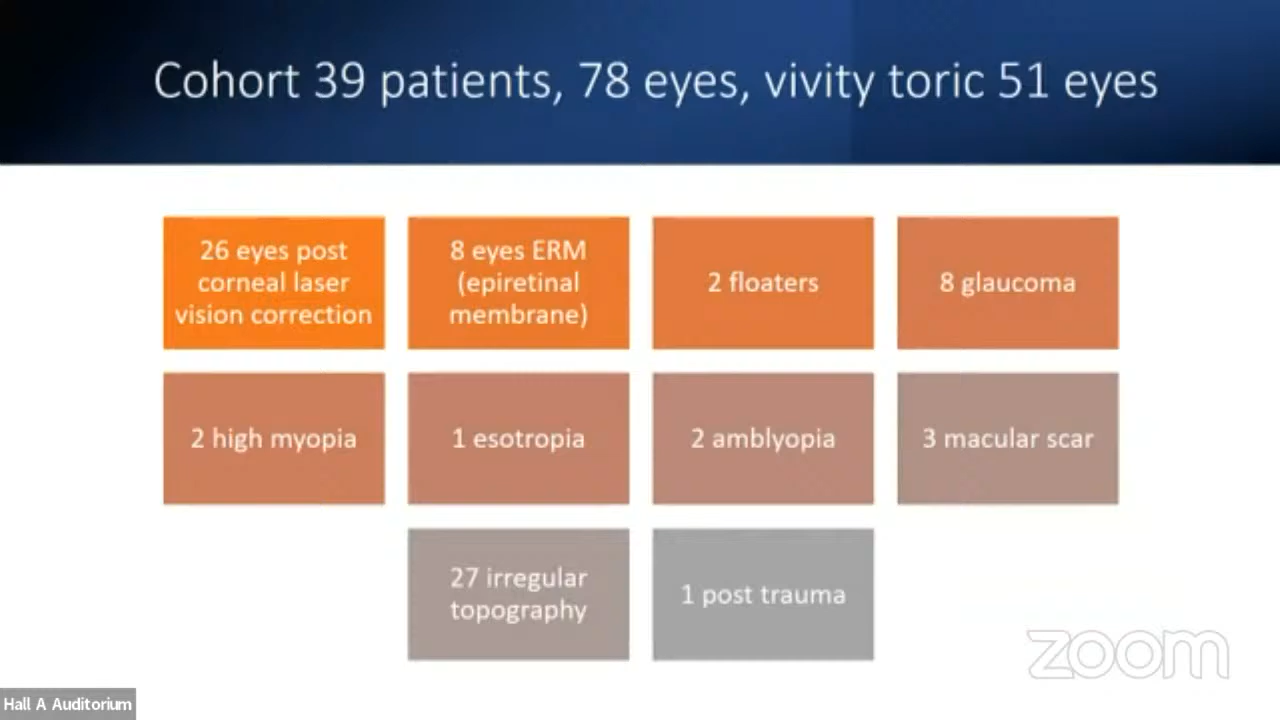 Cohort 39 patients, 78 eyes, vivity toric 51 eyes
26 eyes post
corneal laser
vision correction
8 eyes ERM
(epiretinal
membrane)
2 floaters
8 glaucoma
2 high myopia
1 esotropia
2 amblyopia
3 macular scar
27 irregular
topography
1 post trauma
zoom
Hall A Auditorium